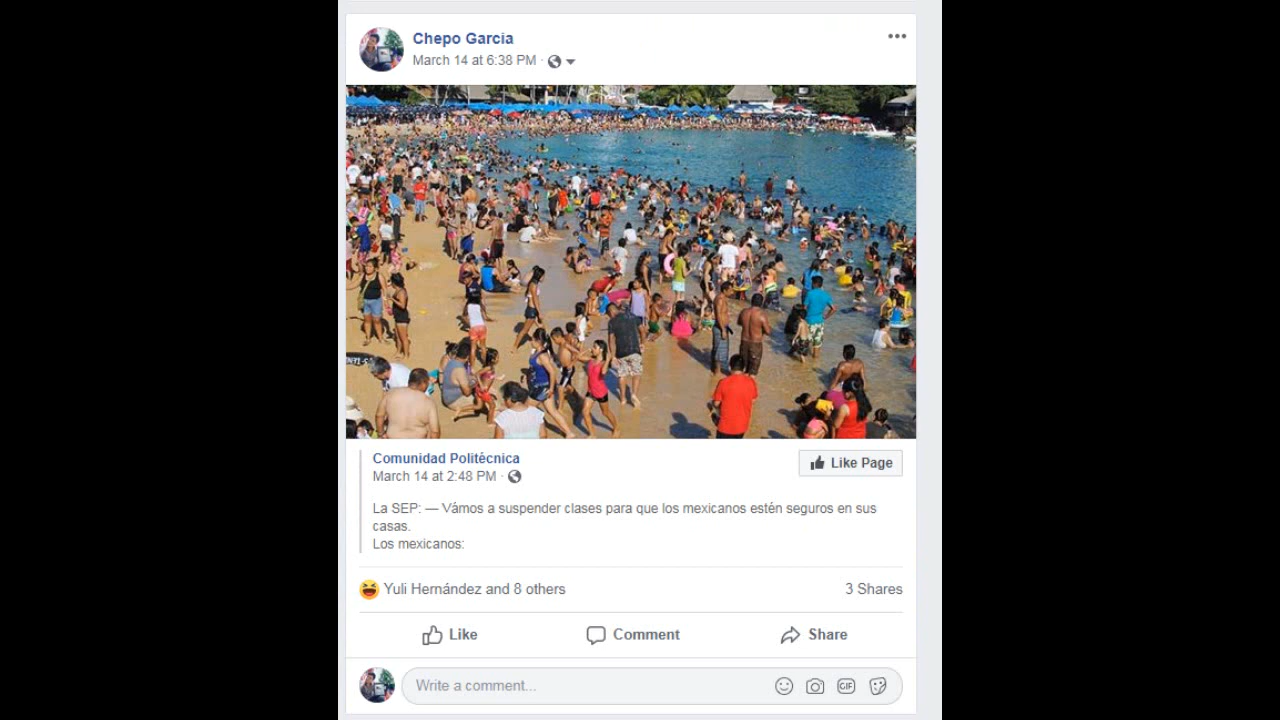 Chepo Garcia
March 14 at 6:38 PM ·
Comunidad Politécnica
March 14 at 2:48 PM ·
Like Page
La SEP: — Vámos a suspender clases para que los mexicanos estén seguros en sus
casas.
Los mexicanos:
Yuli Hernández and 8 others
3 Shares
Like
Comment
Share
Write a comment...
GIF